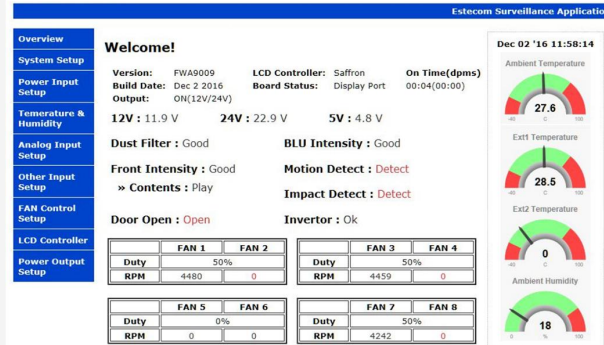 Estecom Surveillance Applicatio
Overview
System Setup
Power Input
Setup
Temerature &
Humidity
Analog Input
Setup
Other Input
Setup
FAN Control
Setup
LCD Controller
Power Output
Setup
Welcome!
Version: FWA9009 LCD Controller: Saffron On Time(dpms)
Build Date: Dec 2 2016 Board Status: Display Port 00:04(00:00)
Output: ON(12V/24V)
12V : 11.9 V 24V : 22.9 V 5V : 4.8 V
Dust Filter : Good BLU Intensity : Good
Front Intensity : Good Motion Detect : Detect
» Contents : Play
Impact Detect : Detect
Door Open : Open Invertor : Ok
FAN 1 FAN 2
Duty 50%
RPM 4480 0
FAN 3 FAN 4
Duty 50%
RPM 4459 0
FAN 5 FAN 6
Duty 0%
RPM 0 0
FAN 7 FAN 8
Duty 50%
RPM 4242 0
Dec 02 '16 11:58:14
Ambient Temperature
27.6
-40 C 100
Ext1 Temperature
28.5
-40 C 100
Ext2 Temperature
0
-40 C 100
Ambient Humidity
18
0 % 100